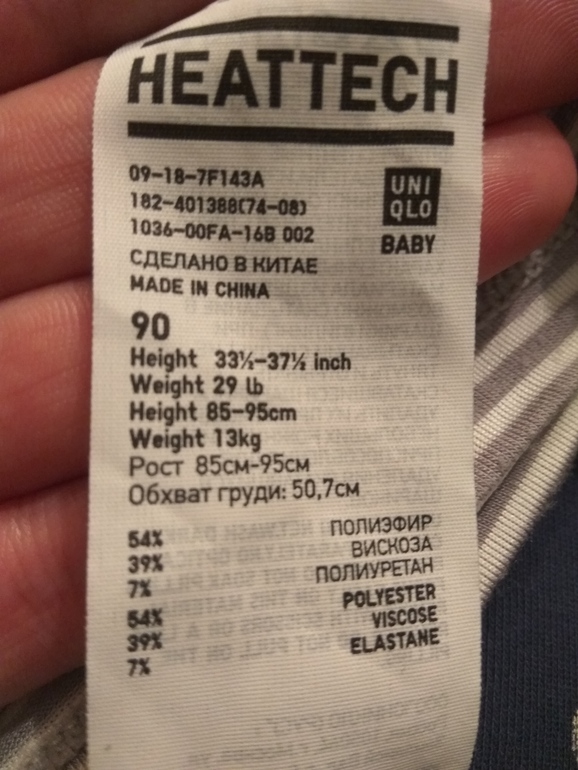 HEATTECH
09-18-7F143A
182-401388(74-08)
1036-00FA-16B 002
UNI
QLO
BABY
СДЕЛАНО В КИТАЕ
MADE IN CHINA
90
Height 33½-37½ inch
Weight 29 lb
Height 85-95cm
Weight 13kg
Рост 85см-95см
Обхват груди: 50,7см
54% ПОЛИЭФИР
39% ВИСКОЗА
7% ПОЛИУРЕТАН
54% POLYESTER
39% VISCOSE
7% ELASTANE